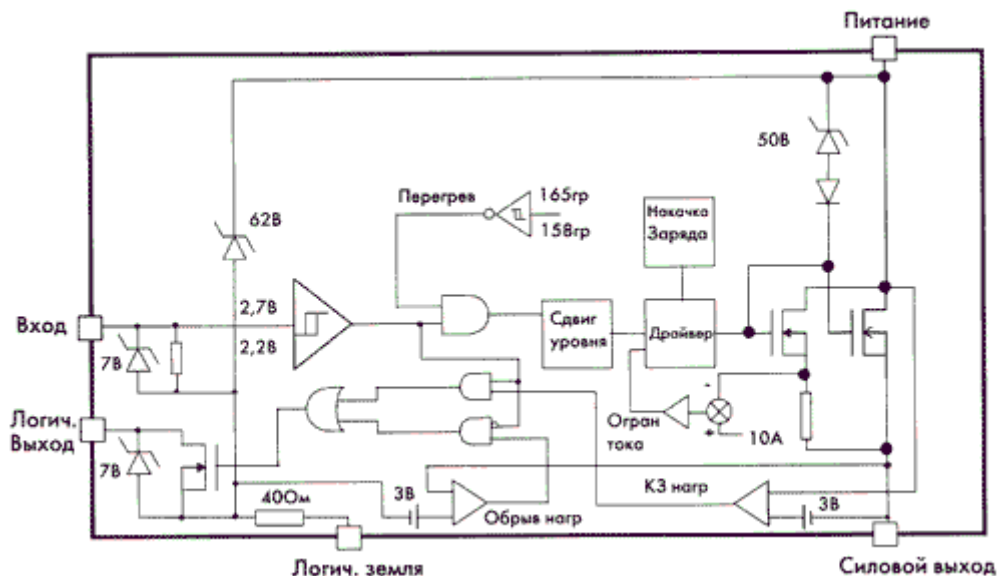 Питание
50В
Перегрев
165гр
158гр
Накачка
Заряда
62В
2,7В
2,2В
Вход
7В
Сдвиг
уровня
Драйвер
Логич.
Выход
7В
Огран
тока
-
+
10А
40Ом
3В
Обрыв нагр
КЗ нагр
3В
Логич. земля
Силовой выход